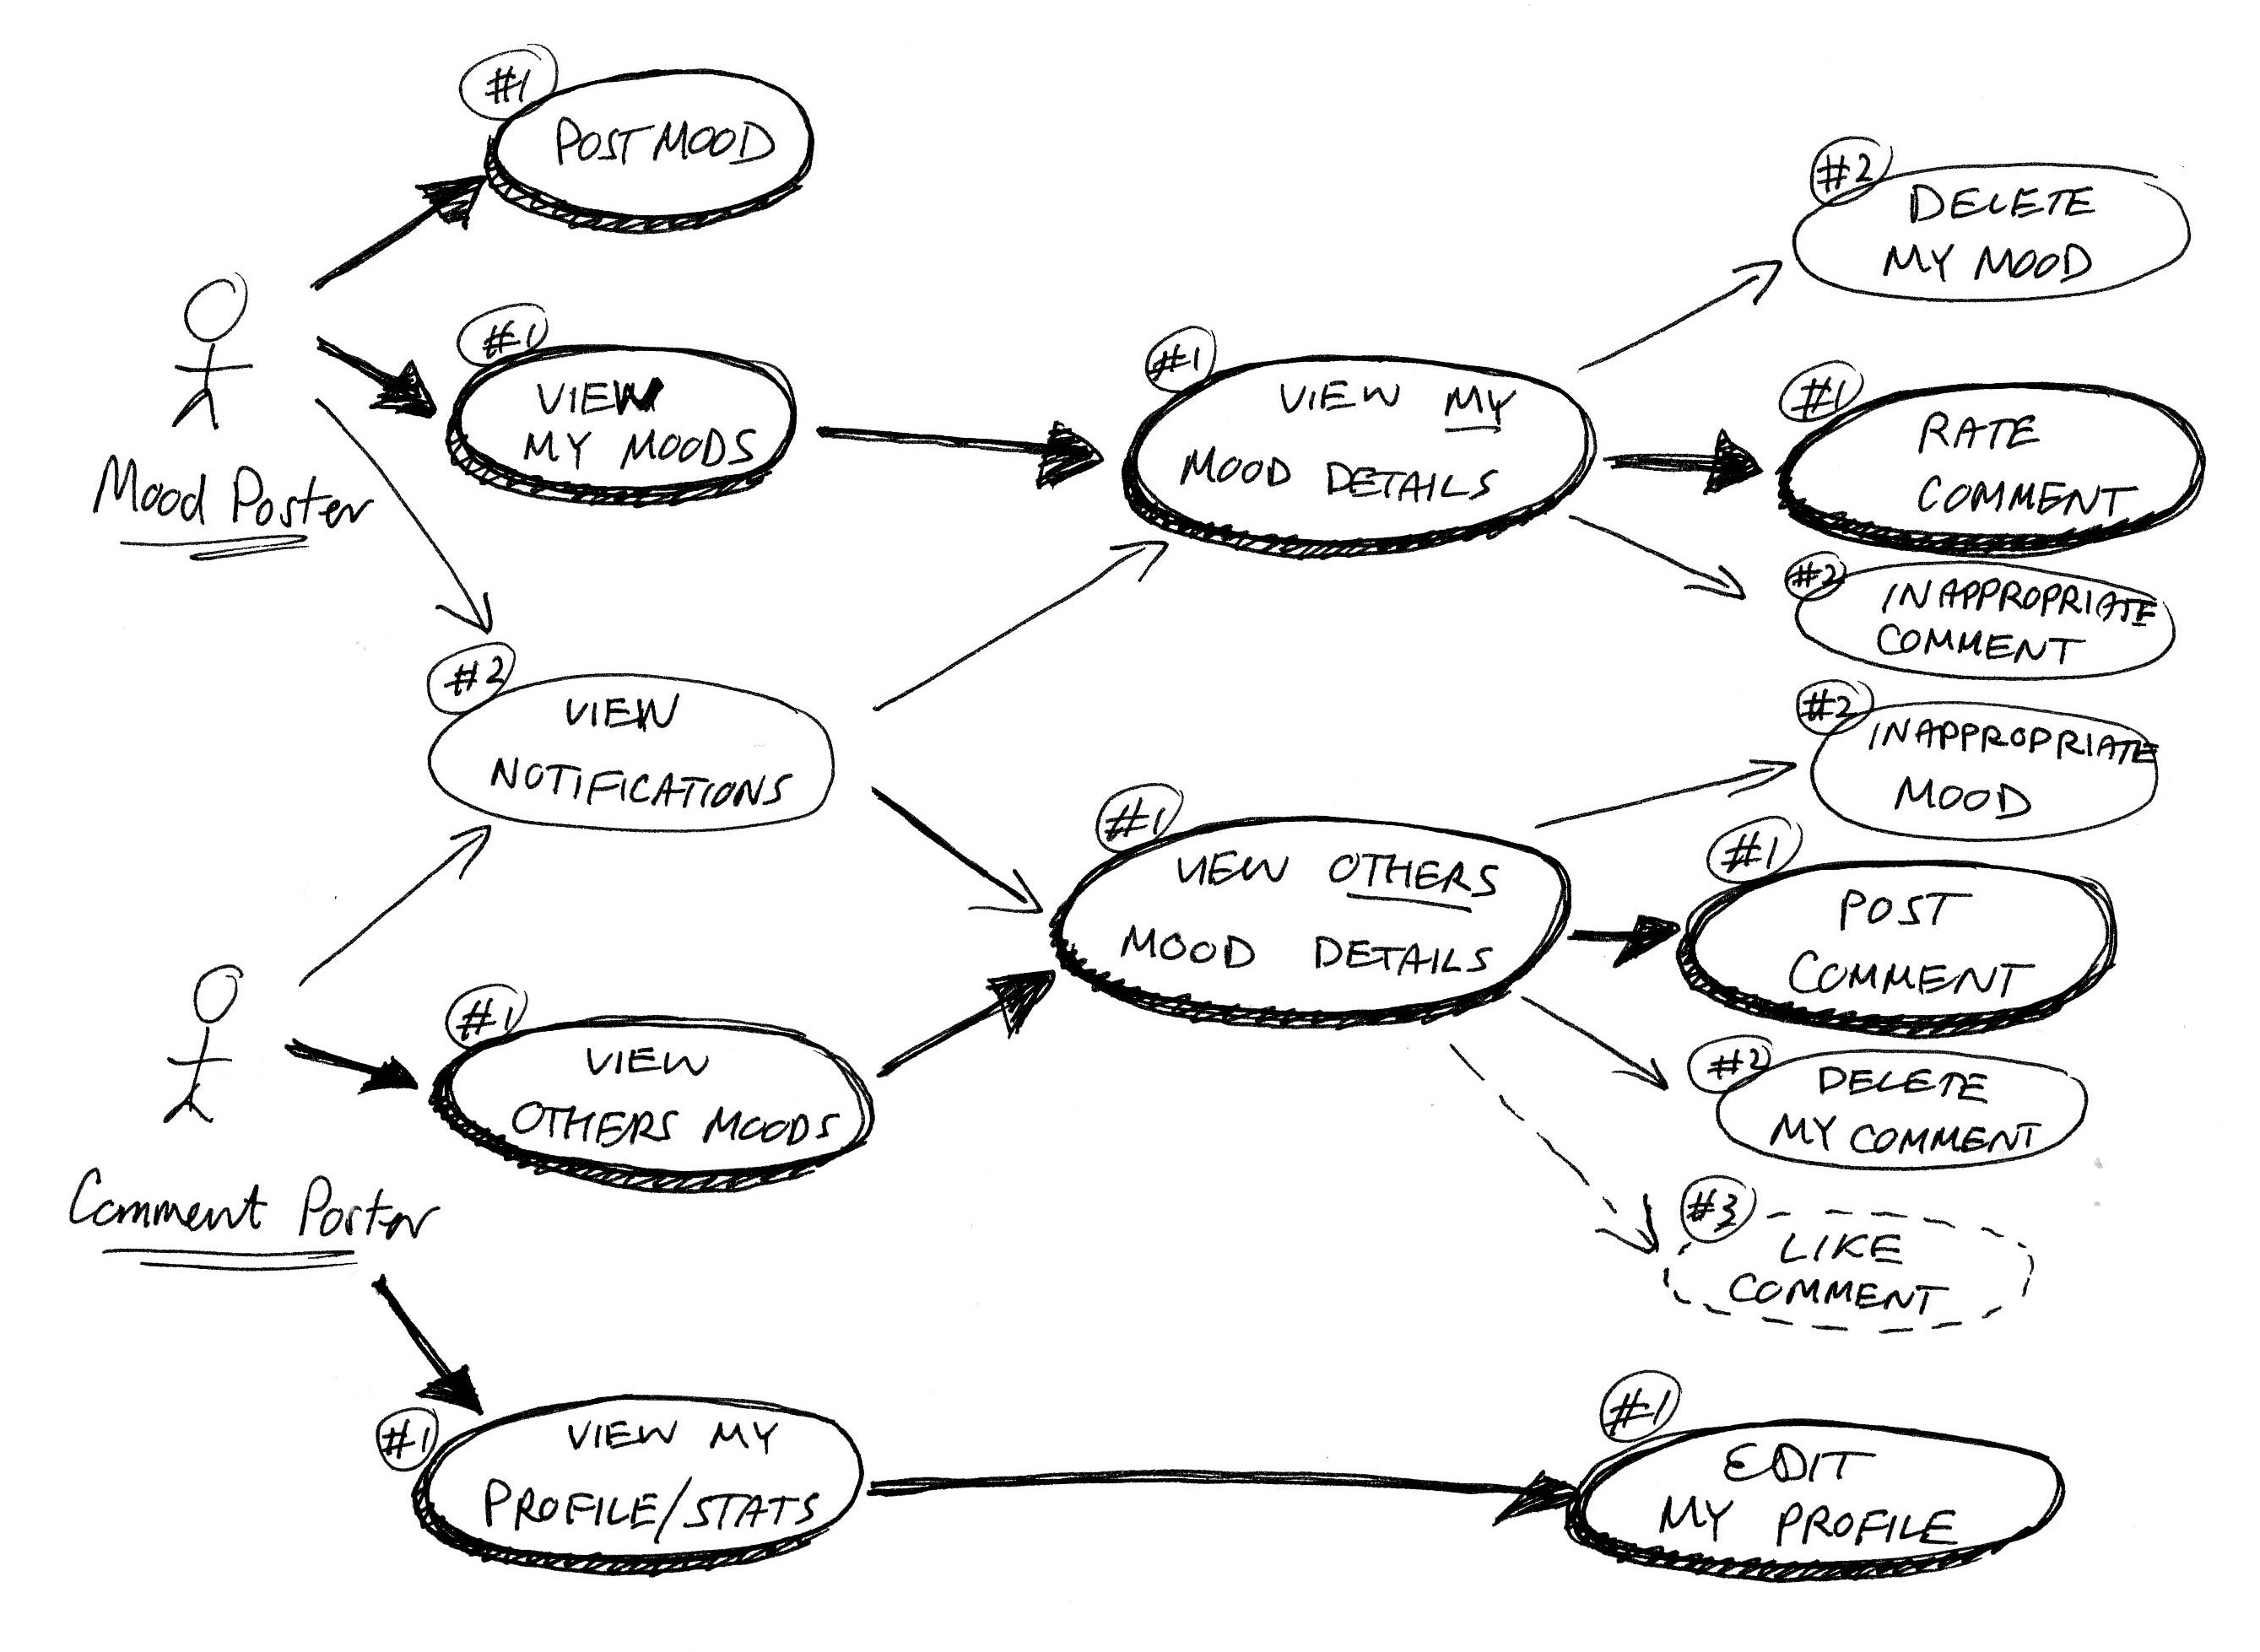 #1
POST MOOD
#1
VIEW
MY MOODS
Mood Poster
#2
VIEW
NOTIFICATIONS
#1
VIEW MY
MOOD DETAILS
#2
DELETE
MY MOOD
#1
RATE
COMMENT
#2
INAPPROPRIATE
COMMENT
#2
INAPPROPRIATE
MOOD
#1
VIEW OTHERS
MOOD DETAILS
#1
POST
COMMENT
#2
DELETE
MY COMMENT
#3
LIKE
COMMENT
#1
VIEW
OTHERS MOODS
Comment Poster
#1
VIEW MY
PROFILE/STATS
#1
EDIT
MY PROFILE